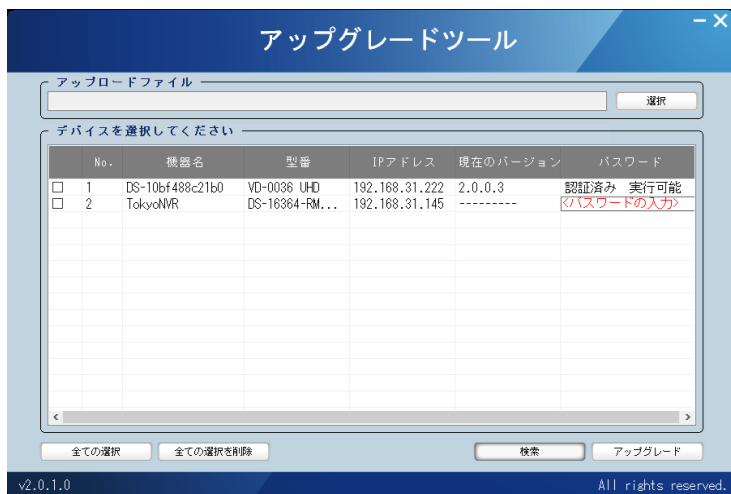 アップグレードツール
アップロードファイル
選択
デバイスを選択してください
No. 機器名 型番 IPアドレス 現在のバージョン パスワード
1 DS-10bf488c21b0 VD-0036 UHD 192.168.31.222 2.0.0.3 認証済み 実行可能
2 TokyoNVR DS-16364-RM... 192.168.31.145 --------- <パスワードの入力>
全ての選択 全ての選択を削除 検索 アップグレード
v2.0.1.0 All rights reserved.